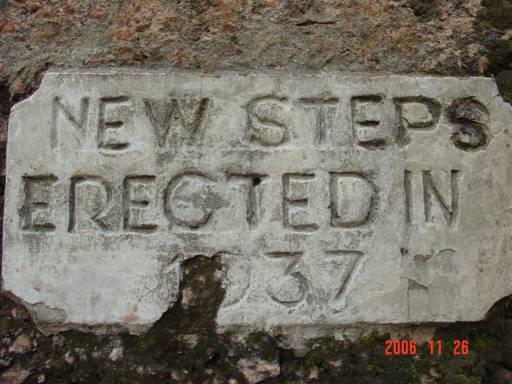 NEW STEPS
ERECTED IN
37
2006 11 26